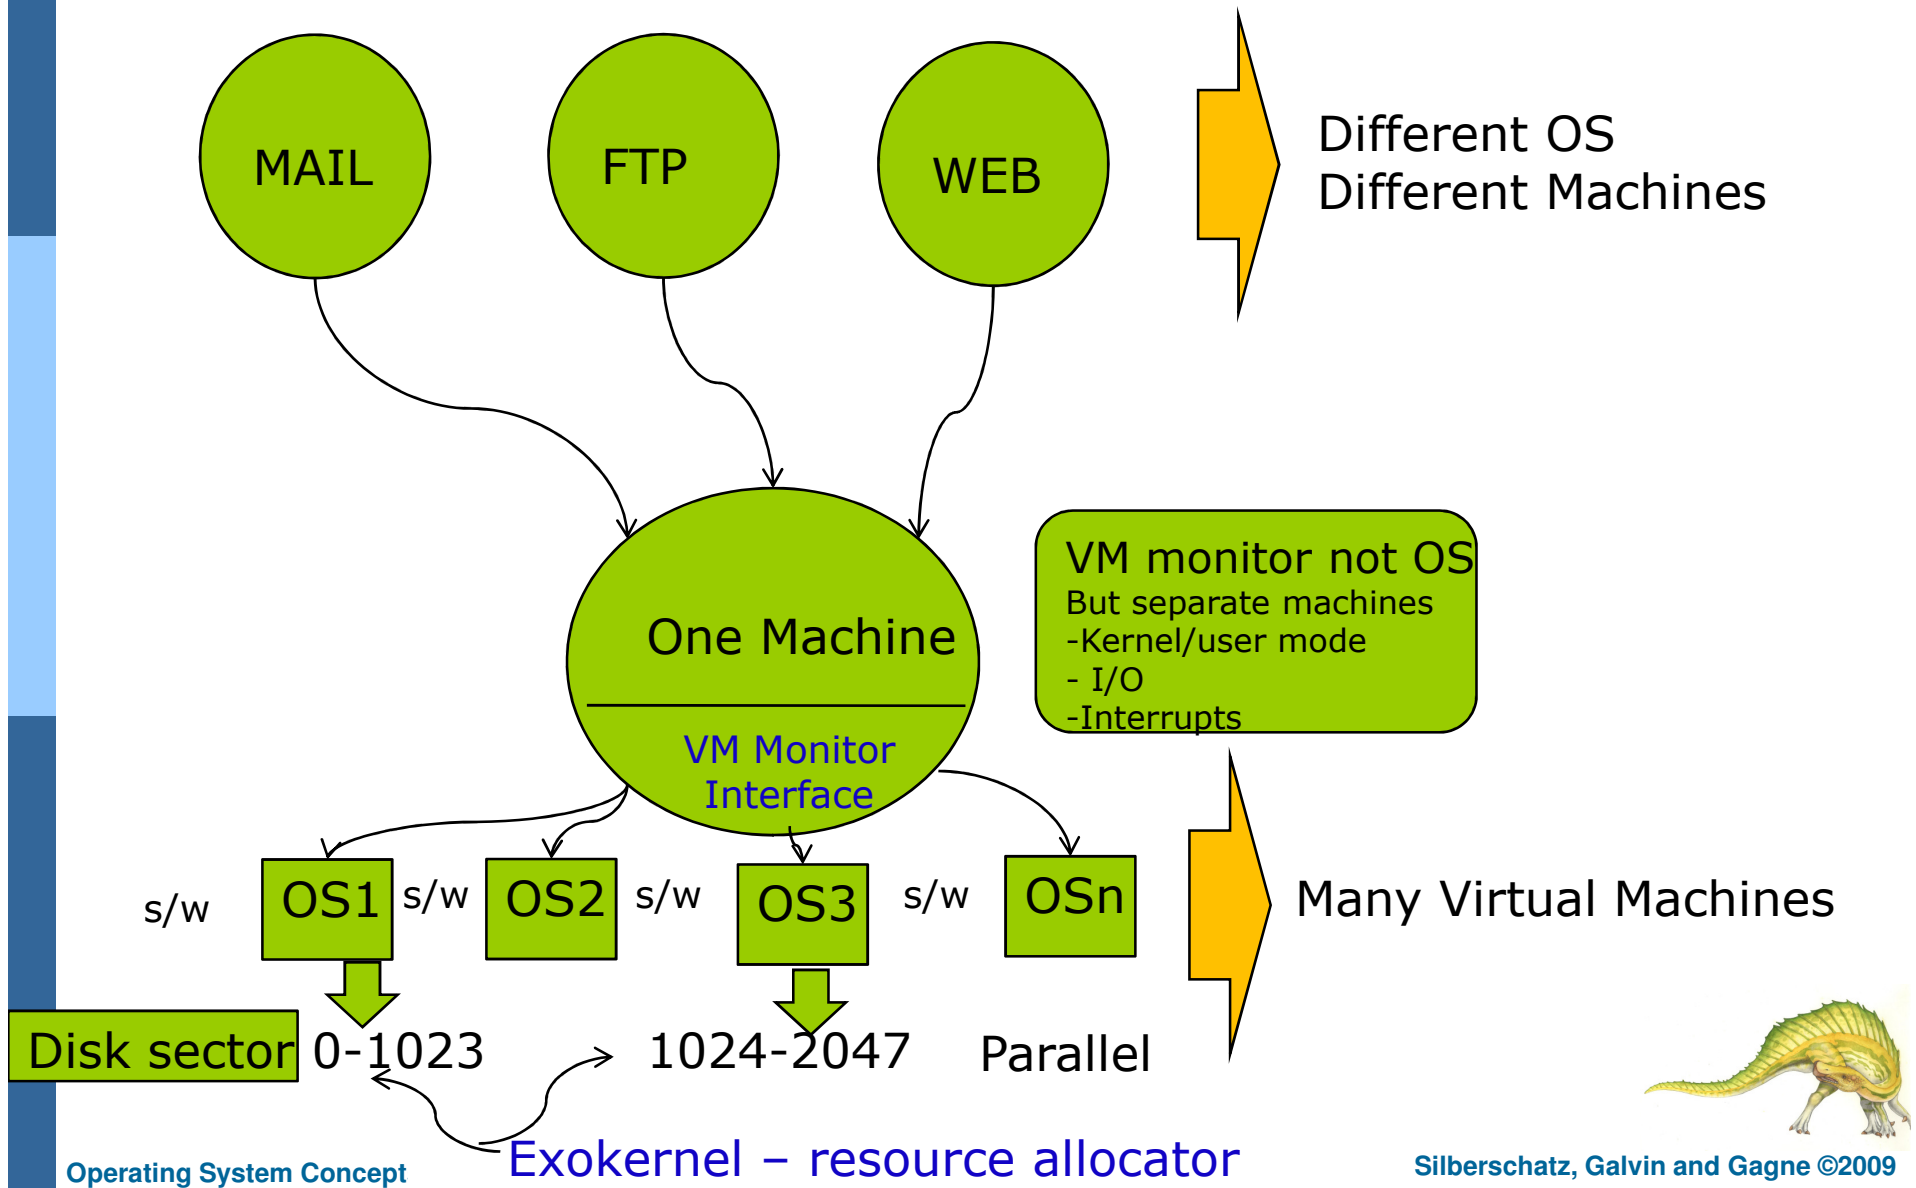 MAIL
FTP
WEB
Different OS
Different Machines
One Machine
VM Monitor
Interface
VM monitor not OS
But separate machines
-Kernel/user mode
- I/O
-Interrupts
s/w
OS1
s/w
OS2
s/w
OS3
s/w
OSn
Many Virtual Machines
Disk sector
0-1023
1024-2047
Parallel
Exokernel – resource allocator
Operating System Concept
Silberschatz, Galvin and Gagne ©2009